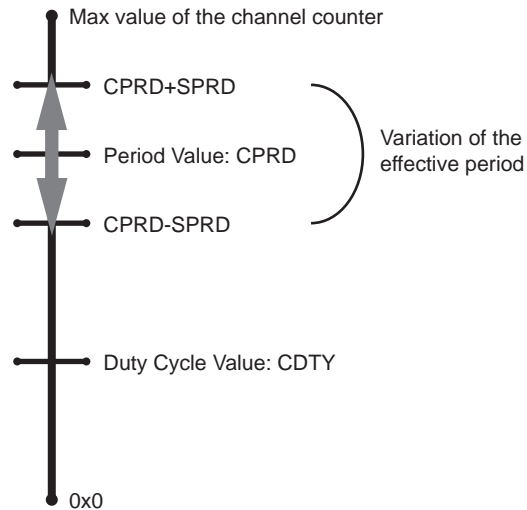 Max value of the channel counter
CPRD+SPRD
Period Value: CPRD
Variation of the
effective period
CPRD-SPRD
Duty Cycle Value: CDTY
0x0